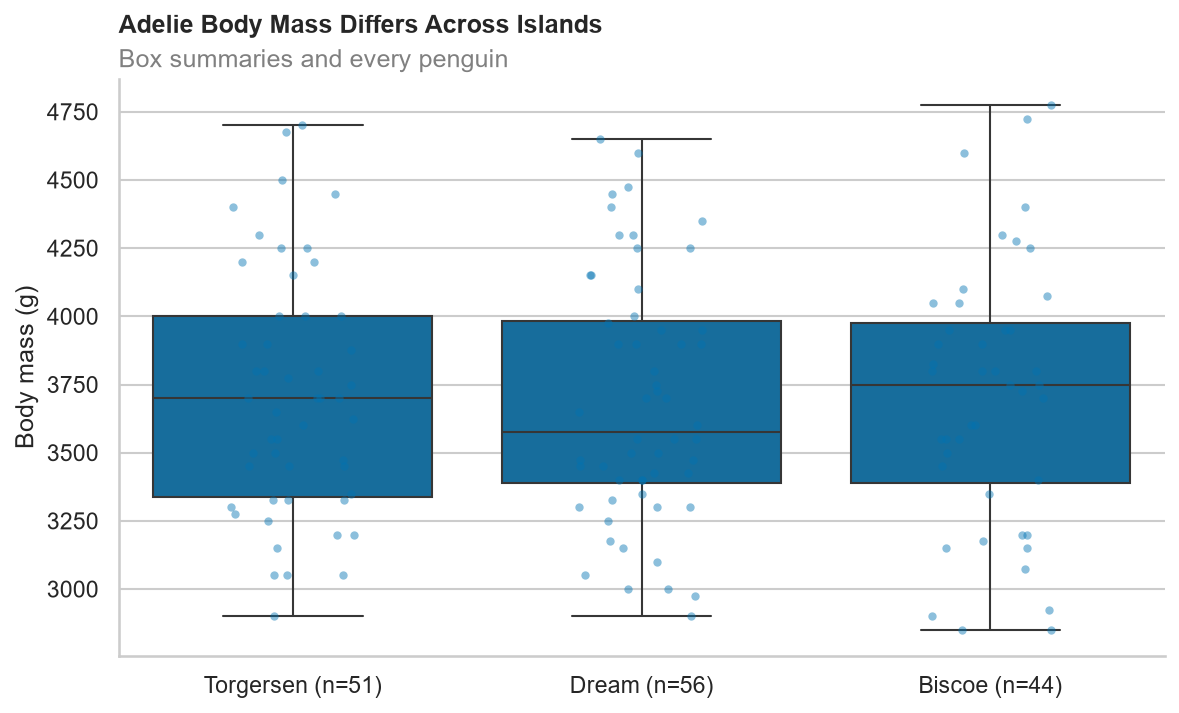 Adelie Body Mass Differs Across Islands
Box summaries and every penguin
Body mass (g)
4750
4500
4250
4000
3750
3500
3250
3000
Torgersen (n=51)
Dream (n=56)
Biscoe (n=44)